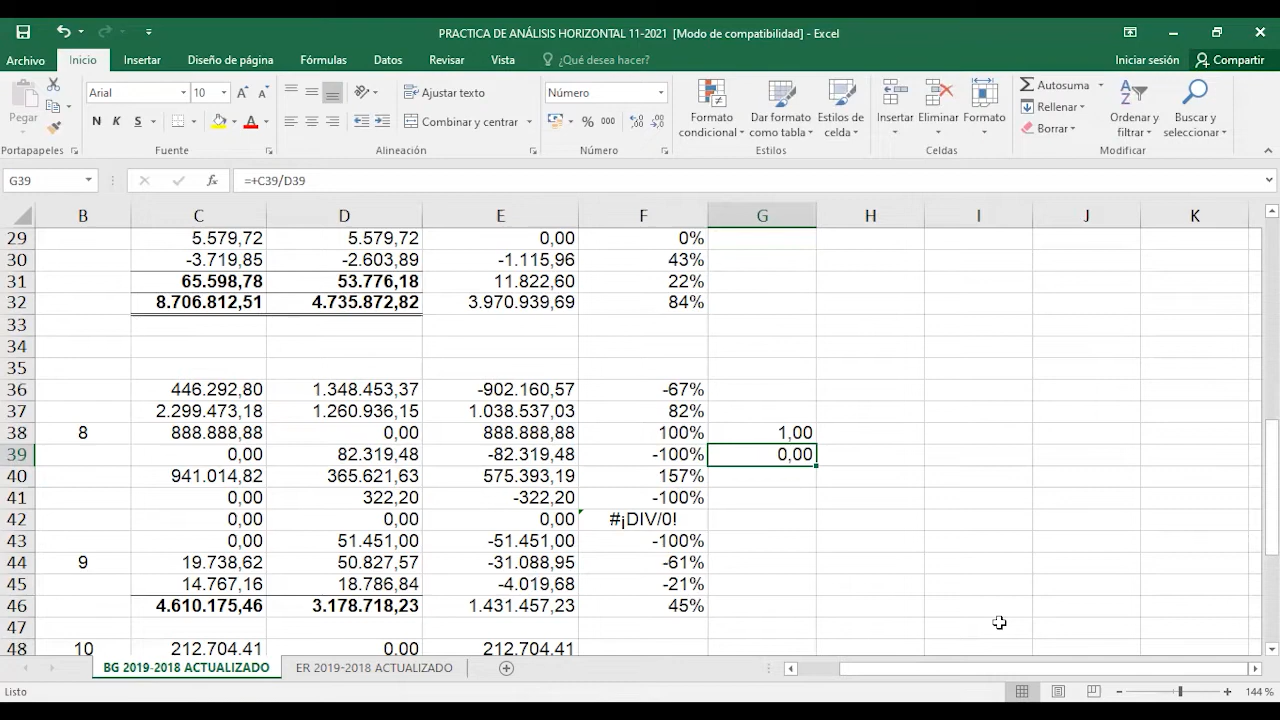 PRACTICA DE ANÁLISIS HORIZONTAL 11-2021 [Modo de compatibilidad] - Excel
Archivo Inicio Insertar Diseño de página Fórmulas Datos Revisar Vista ¿Qué desea hacer? Iniciar sesión Compartir
Pegar Arial 10 Ajustar texto Número Autosuma
N K S Combinar y centrar % 000 Formato condicional Dar formato como tabla Estilos de celda Insertar Eliminar Formato Rellenar Borrar Ordenar y filtrar Buscar y seleccionar
Portapapeles Fuente Alineación Número Estilos Celdas Modificar
G39 fx =+C39/D39
B C D E F G H I J K
29 5.579,72 5.579,72 0,00 0%
30 -3.719,85 -2.603,89 -1.115,96 43%
31 65.598,78 53.776,18 11.822,60 22%
32 8.706.812,51 4.735.872,82 3.970.939,69 84%
33
34
35
36 446.292,80 1.348.453,37 -902.160,57 -67%
37 2.299.473,18 1.260.936,15 1.038.537,03 82%
38 8 888.888,88 0,00 888.888,88 100% 1,00
39 0,00 82.319,48 -82.319,48 -100% 0,00
40 941.014,82 365.621,63 575.393,19 157%
41 0,00 322,20 -322,20 -100%
42 0,00 0,00 0,00 #¡DIV/0!
43 0,00 51.451,00 -51.451,00 -100%
44 9 19.738,62 50.827,57 -31.088,95 -61%
45 14.767,16 18.786,84 -4.019,68 -21%
46 4.610.175,46 3.178.718,23 1.431.457,23 45%
47
48 10 212.704,41 0,00 212.704,41
BG 2019-2018 ACTUALIZADO ER 2019-2018 ACTUALIZADO
Listo 144 %